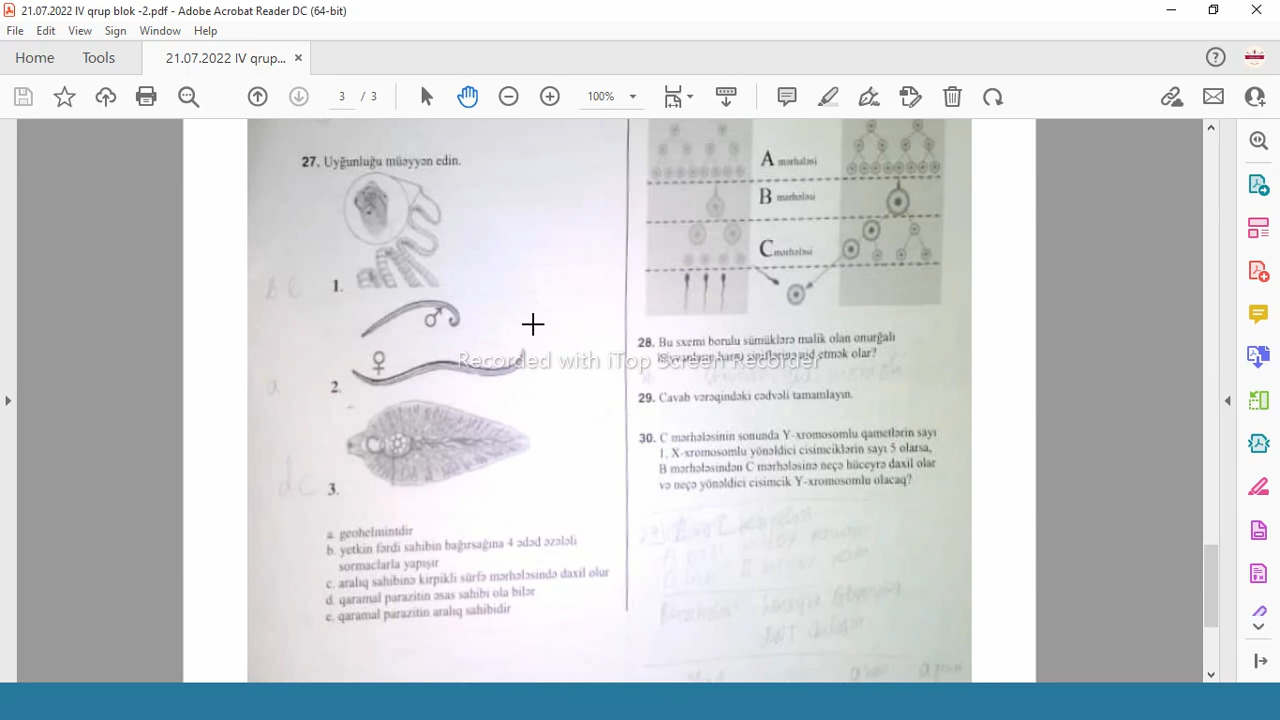 21.07.2022 IV qrup blok -2.pdf - Adobe Acrobat Reader DC (64-bit)
File Edit View Sign Window Help
Home Tools 21.07.2022 IV qrup... ×
3 / 3 100%
27. Uyğunluğu müəyyən edin.
1.
♂
♀
2.
3.
a. geohelmintdir
b. yetkin fərdi sahibin bağırsağına 4 ədəd əzələli
sormaclarla yapışır
c. aralıq sahibinə kirpikli sürfə mərhələsində daxil olur
d. qaramal parazitin əsas sahibi ola bilər
e. qaramal parazitin aralıq sahibidir
A mərhələsi
B mərhələsi
C mərhələsi
28. Bu sxemi borulu sümüklərə malik olan onurğalı
aid etmək olar?
Recorded with iTop Screen Recorder
29. Cavab vərəqindəki cədvəli tamamlayın.
30. C mərhələsinin sonunda Y-xromosomlu qametlərin sayı
1, X-xromosomlu yönəldici cisimciklərin sayı 5 olarsa,
B mərhələsindən C mərhələsinə neçə hüceyrə daxil olar
və neçə yönəldici cisimcik Y-xromosomlu olacaq?